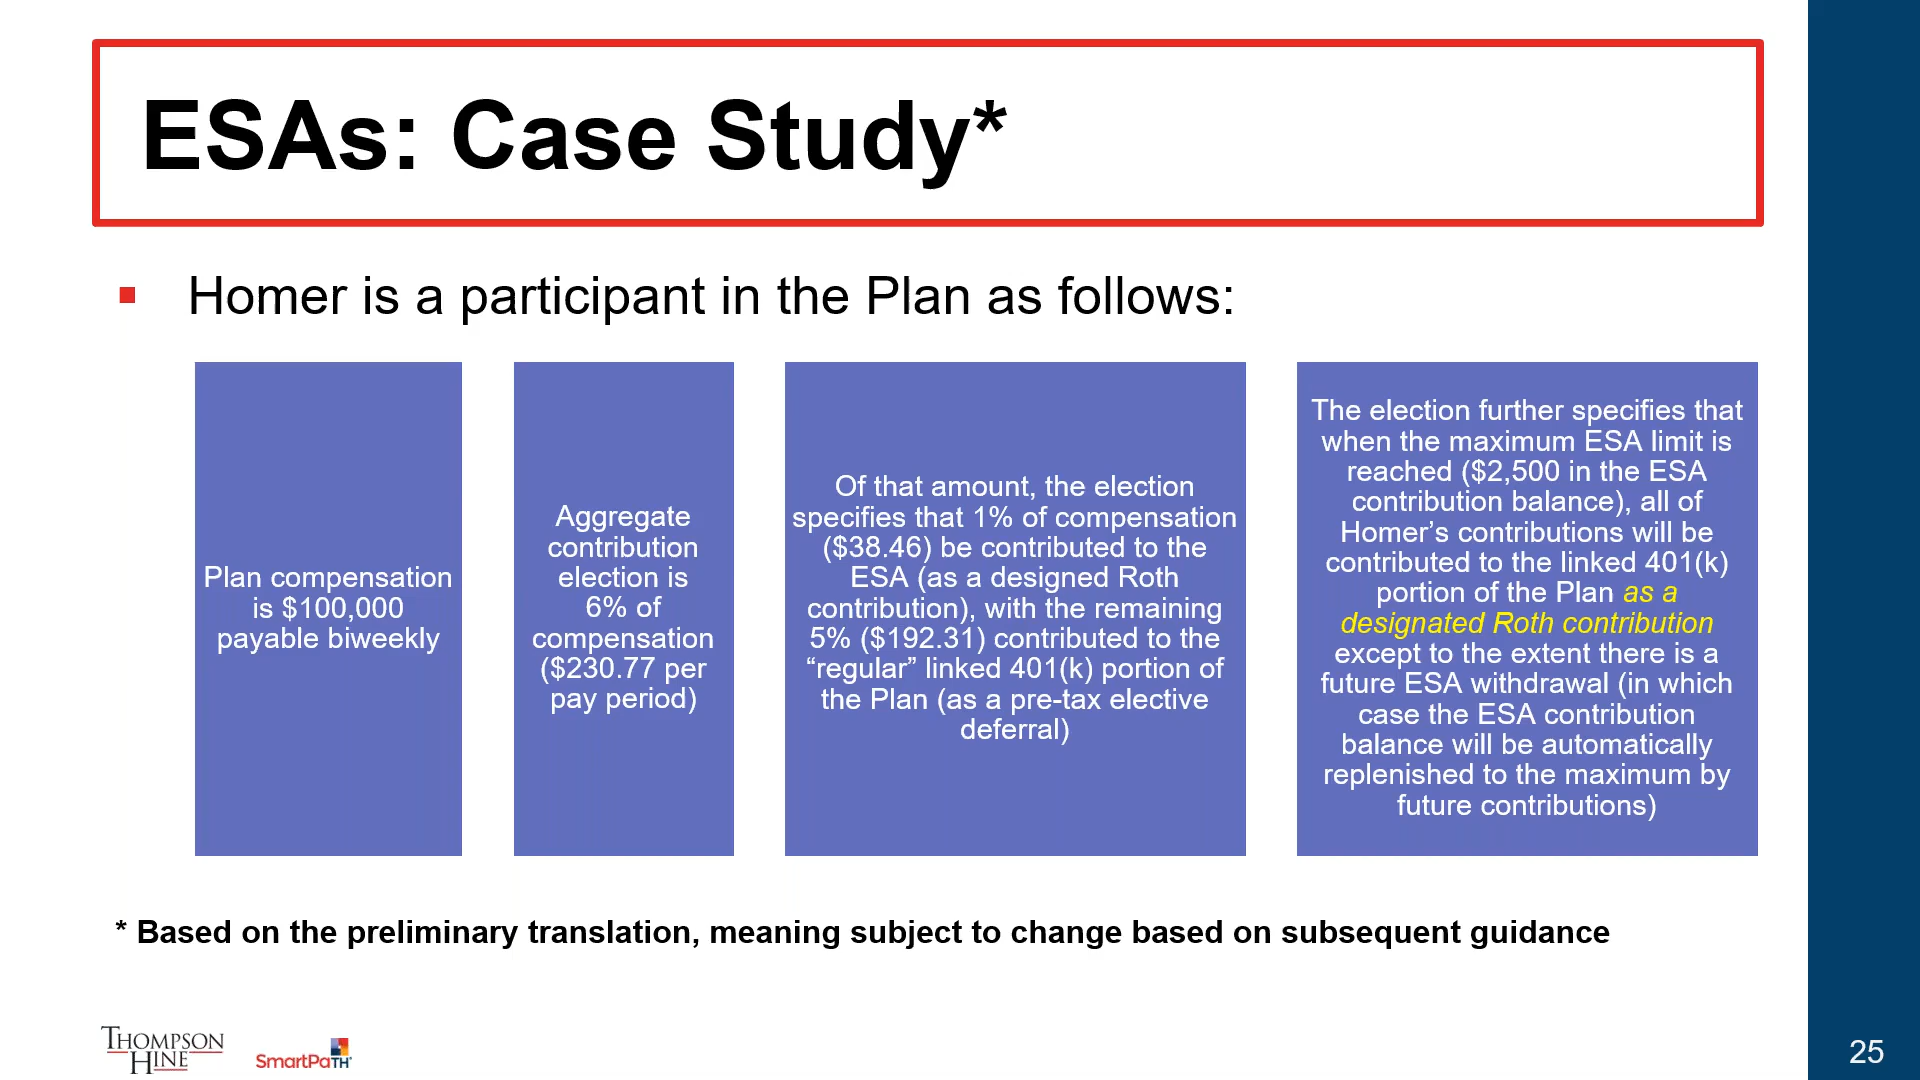 ESAs: Case Study*
Homer is a participant in the Plan as follows:
Plan compensation
is $100,000
payable biweekly
Aggregate
contribution
election is
6% of
compensation
($230.77 per
pay period)
Of that amount, the election
specifies that 1% of compensation
($38.46) be contributed to the
ESA (as a designed Roth
contribution), with the remaining
5% ($192.31) contributed to the
“regular” linked 401(k) portion of
the Plan (as a pre-tax elective
deferral)
The election further specifies that
when the maximum ESA limit is
reached ($2,500 in the ESA
contribution balance), all of
Homer’s contributions will be
contributed to the linked 401(k)
portion of the Plan as a
designated Roth contribution
except to the extent there is a
future ESA withdrawal (in which
case the ESA contribution
balance will be automatically
replenished to the maximum by
future contributions)
* Based on the preliminary translation, meaning subject to change based on subsequent guidance
THOMPSON
HINE
SmartPaTH
25